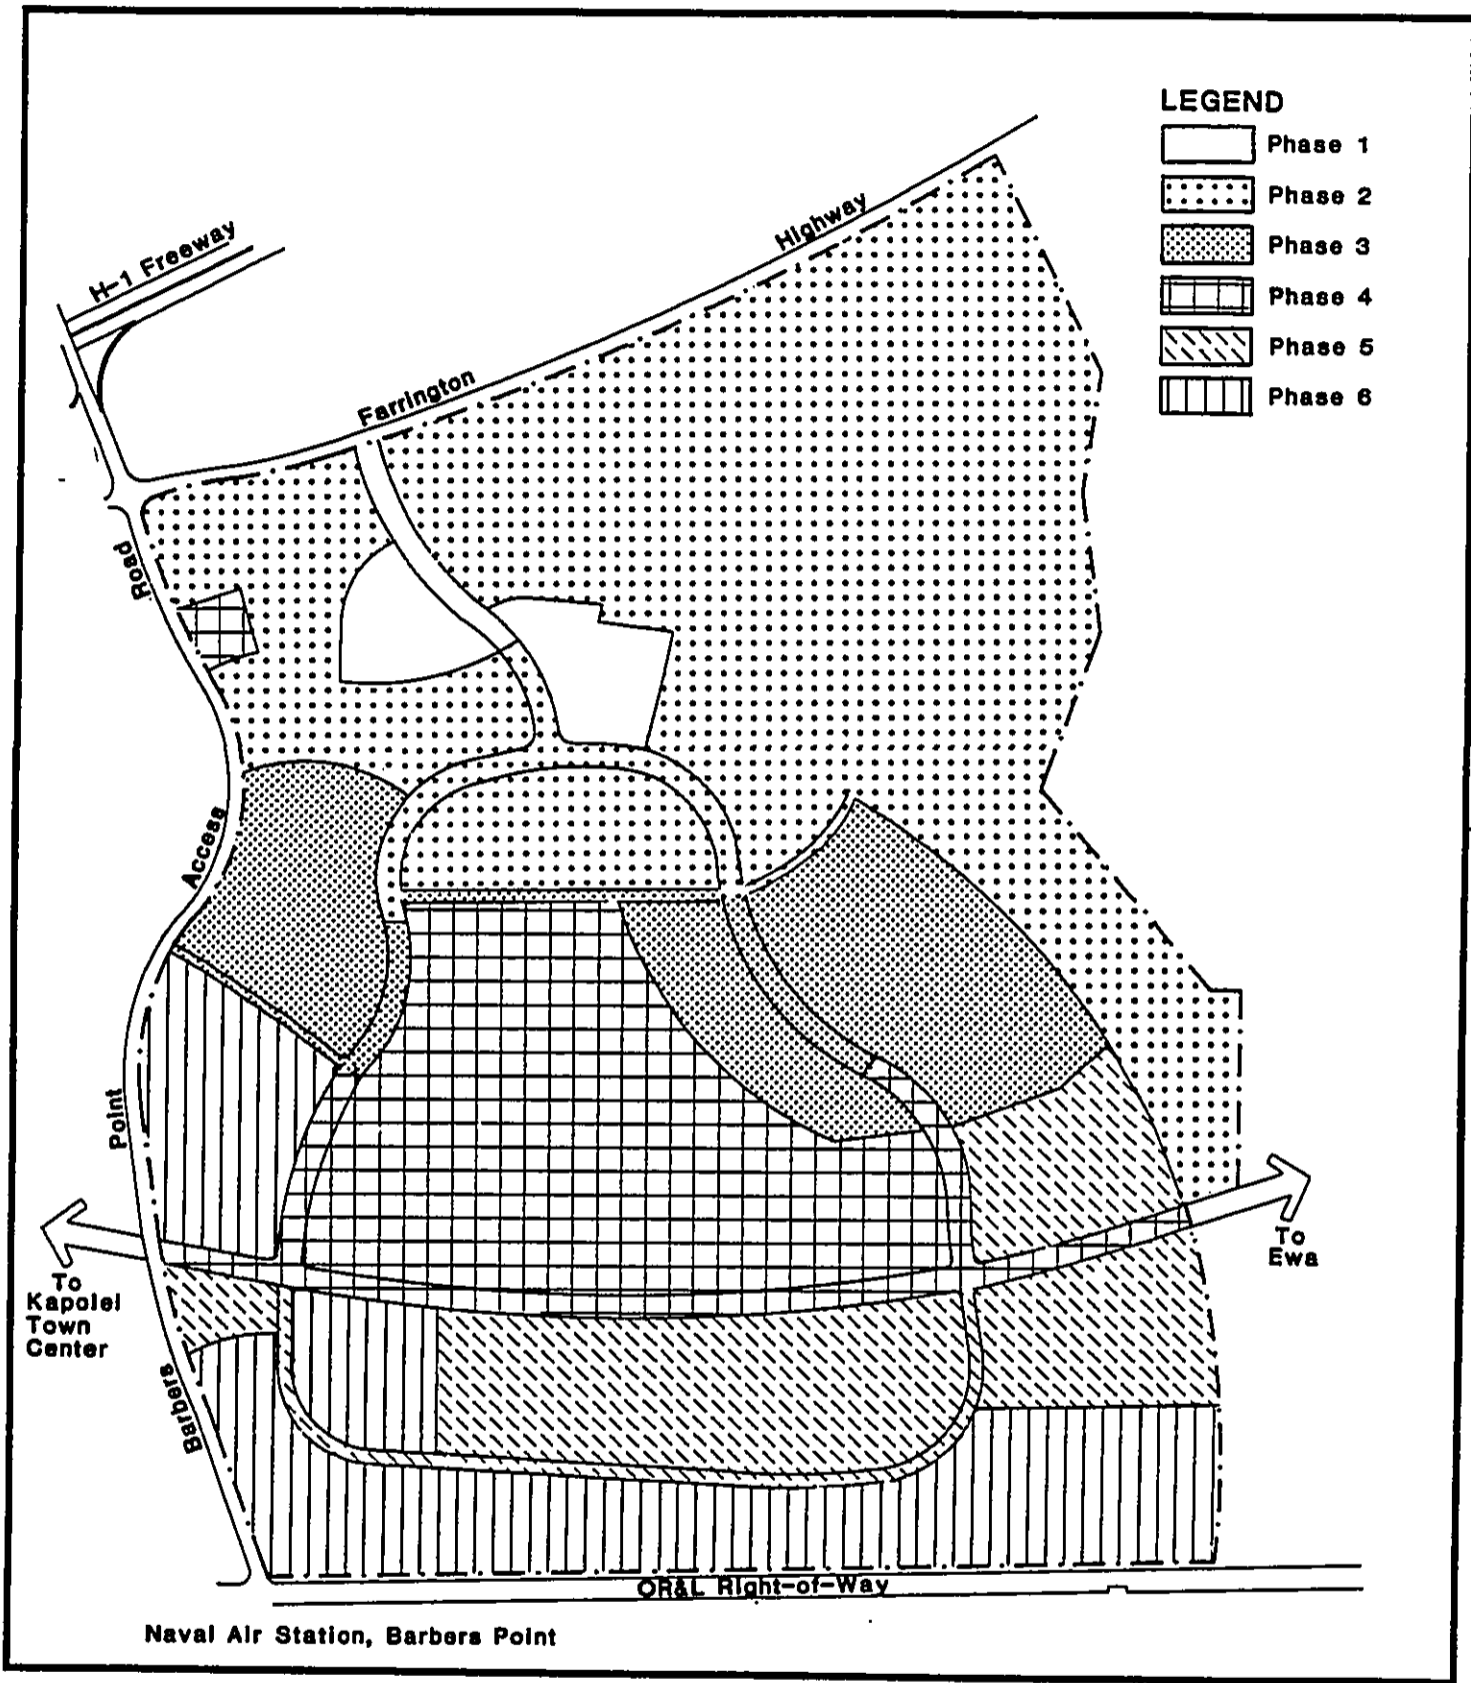 LEGEND
Phase 1
Phase 2
Phase 3
Phase 4
Phase 5
Phase 6
H-1 Freeway
Farrington
Highway
Road
Access
Point
Barbers
To
Kapolei
Town
Center
To
Ewa
OR&L Right-of-Way
Naval Air Station, Barbers Point